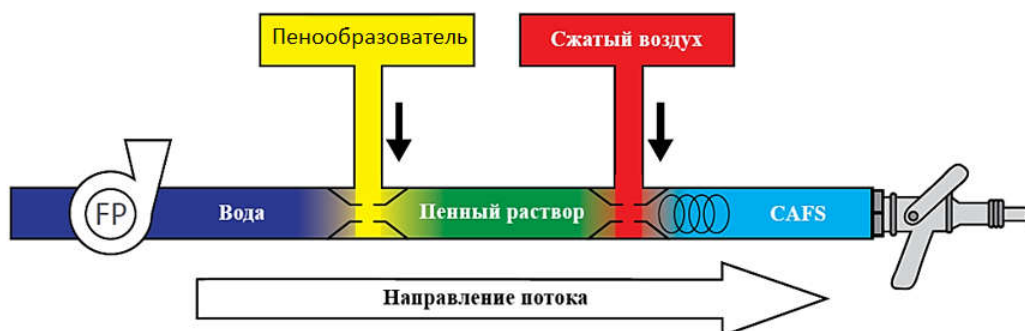 Пенообразователь
Сжатый воздух
FP
Вода
Пенный раствор
CAFS
Направление потока